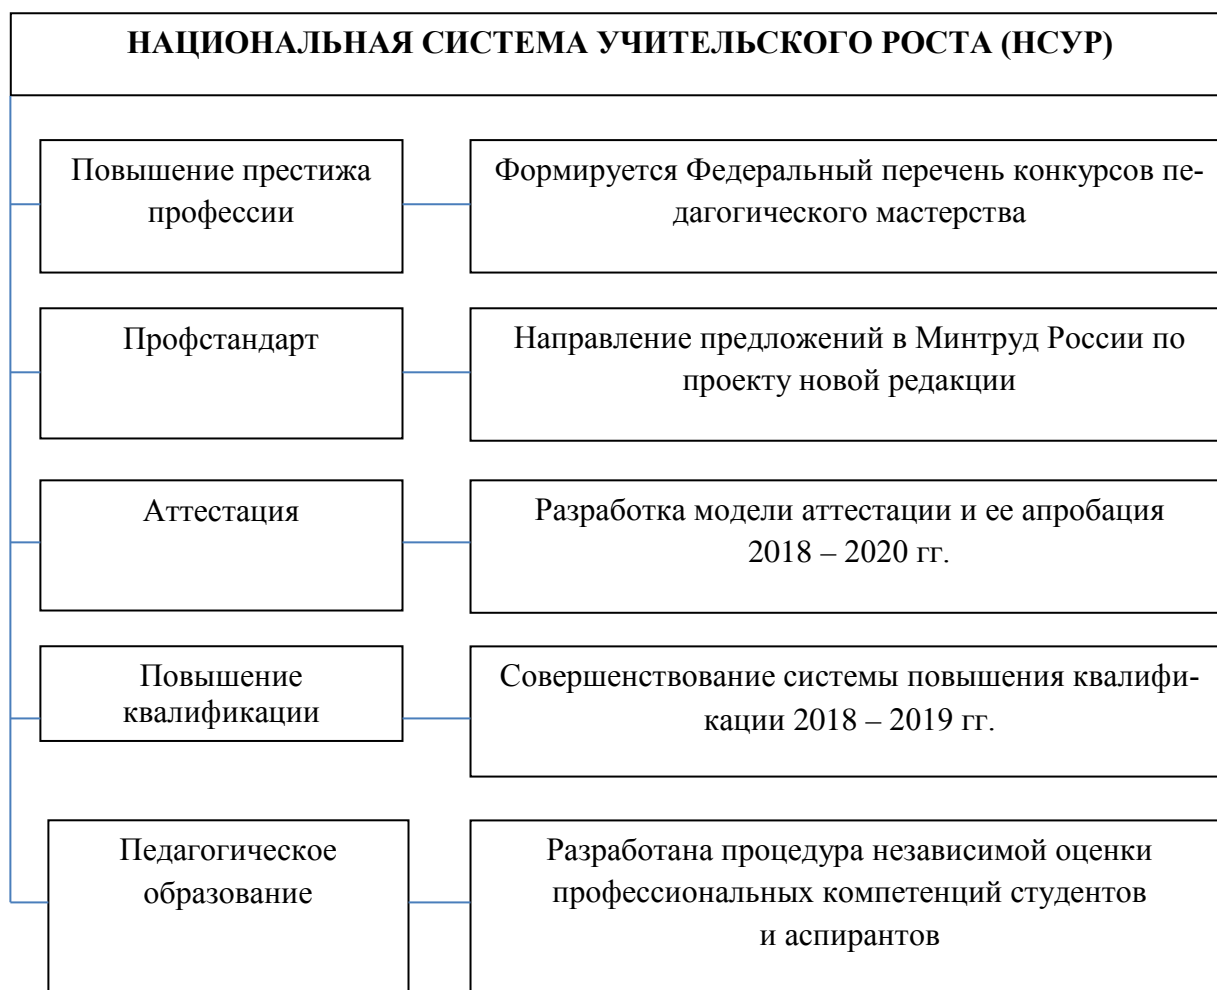 НАЦИОНАЛЬНАЯ СИСТЕМА УЧИТЕЛЬСКОГО РОСТА (НСУР)
Повышение престижа
профессии
Формируется Федеральный перечень конкурсов пе-
дагогического мастерства
Профстандарт
Направление предложений в Минтруд России по
проекту новой редакции
Аттестация
Разработка модели аттестации и ее апробация
2018 – 2020 гг.
Повышение
квалификации
Совершенствование системы повышения квалифи-
кации 2018 – 2019 гг.
Педагогическое
образование
Разработана процедура независимой оценки
профессиональных компетенций студентов
и аспирантов